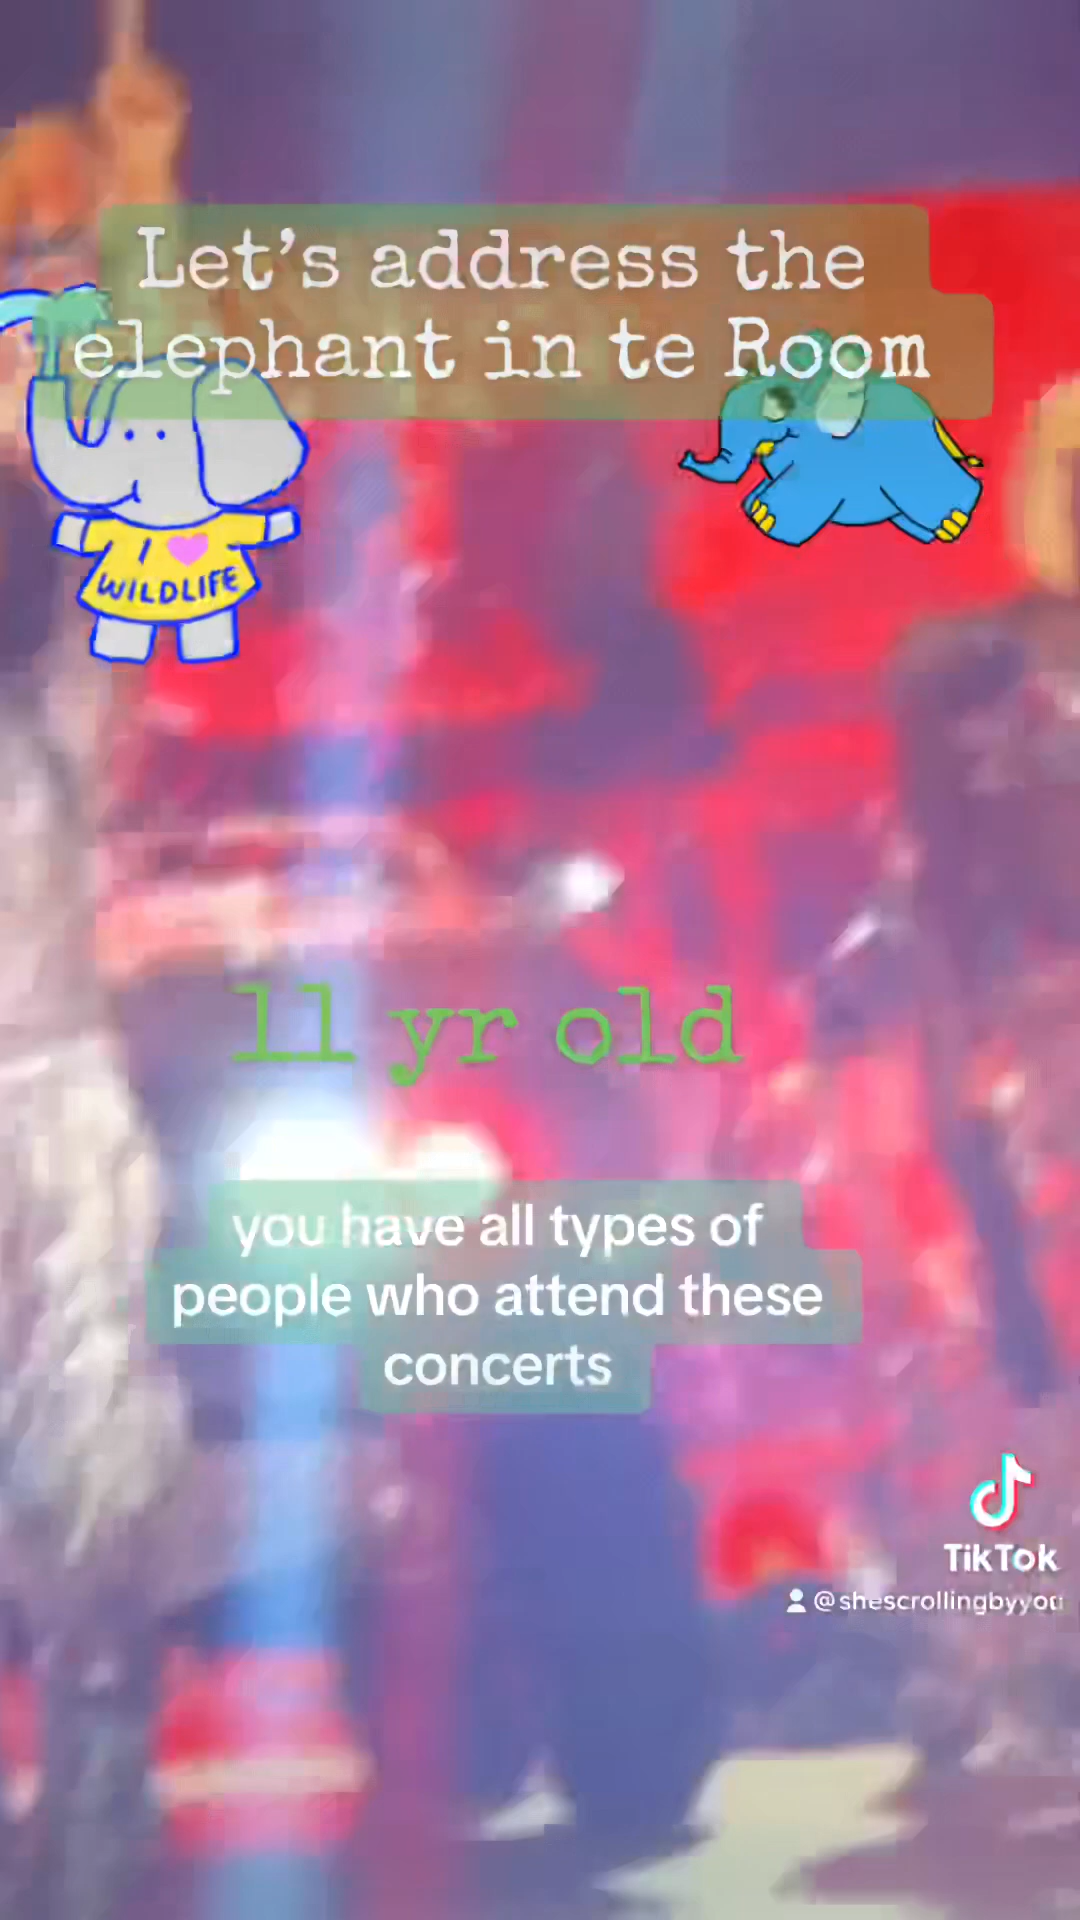 Let's address the
elephant in te Room
I
WILDLIFE
11 yr old
you have all types of
people who attend these
concerts
TikTok
@shescrollingbyyou